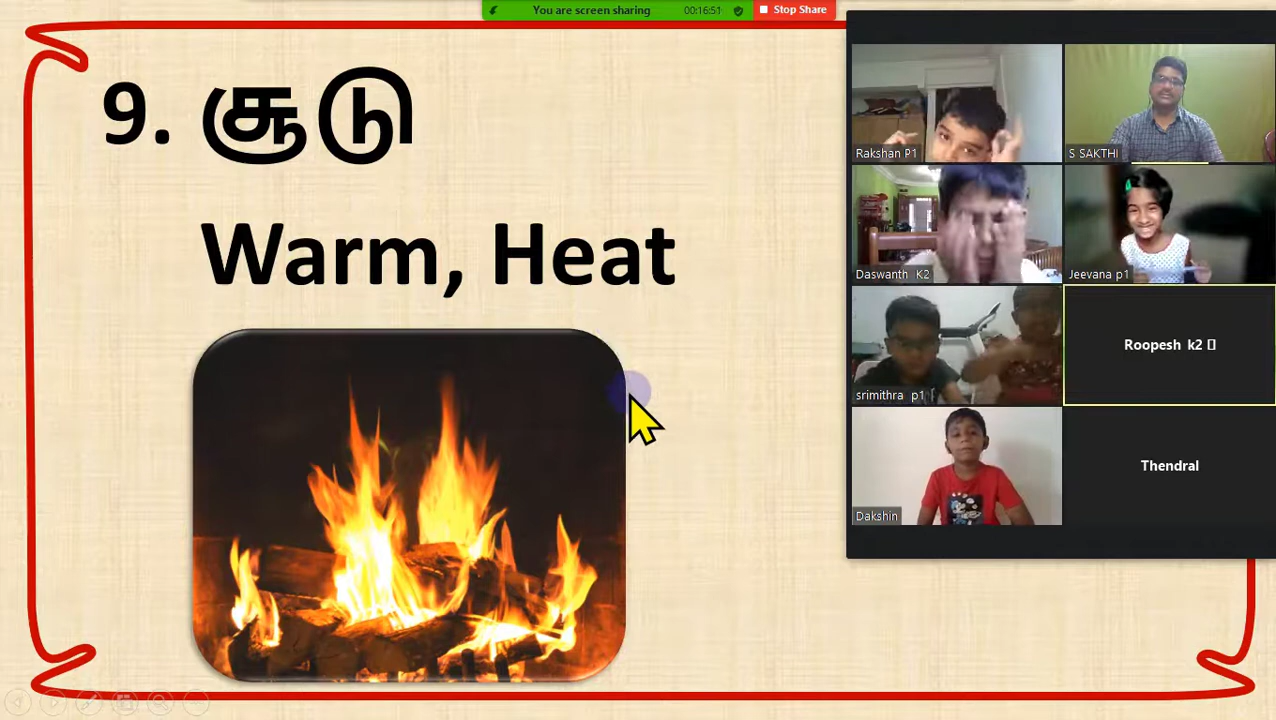 You are screen sharing 00:16:51 Stop Share
9. சூடு
Warm, Heat
Rakshan P1
S SAKTHI
Daswanth K2
Jeevana p1
srimithra p1
Roopesh k2
Dakshin
Thendral